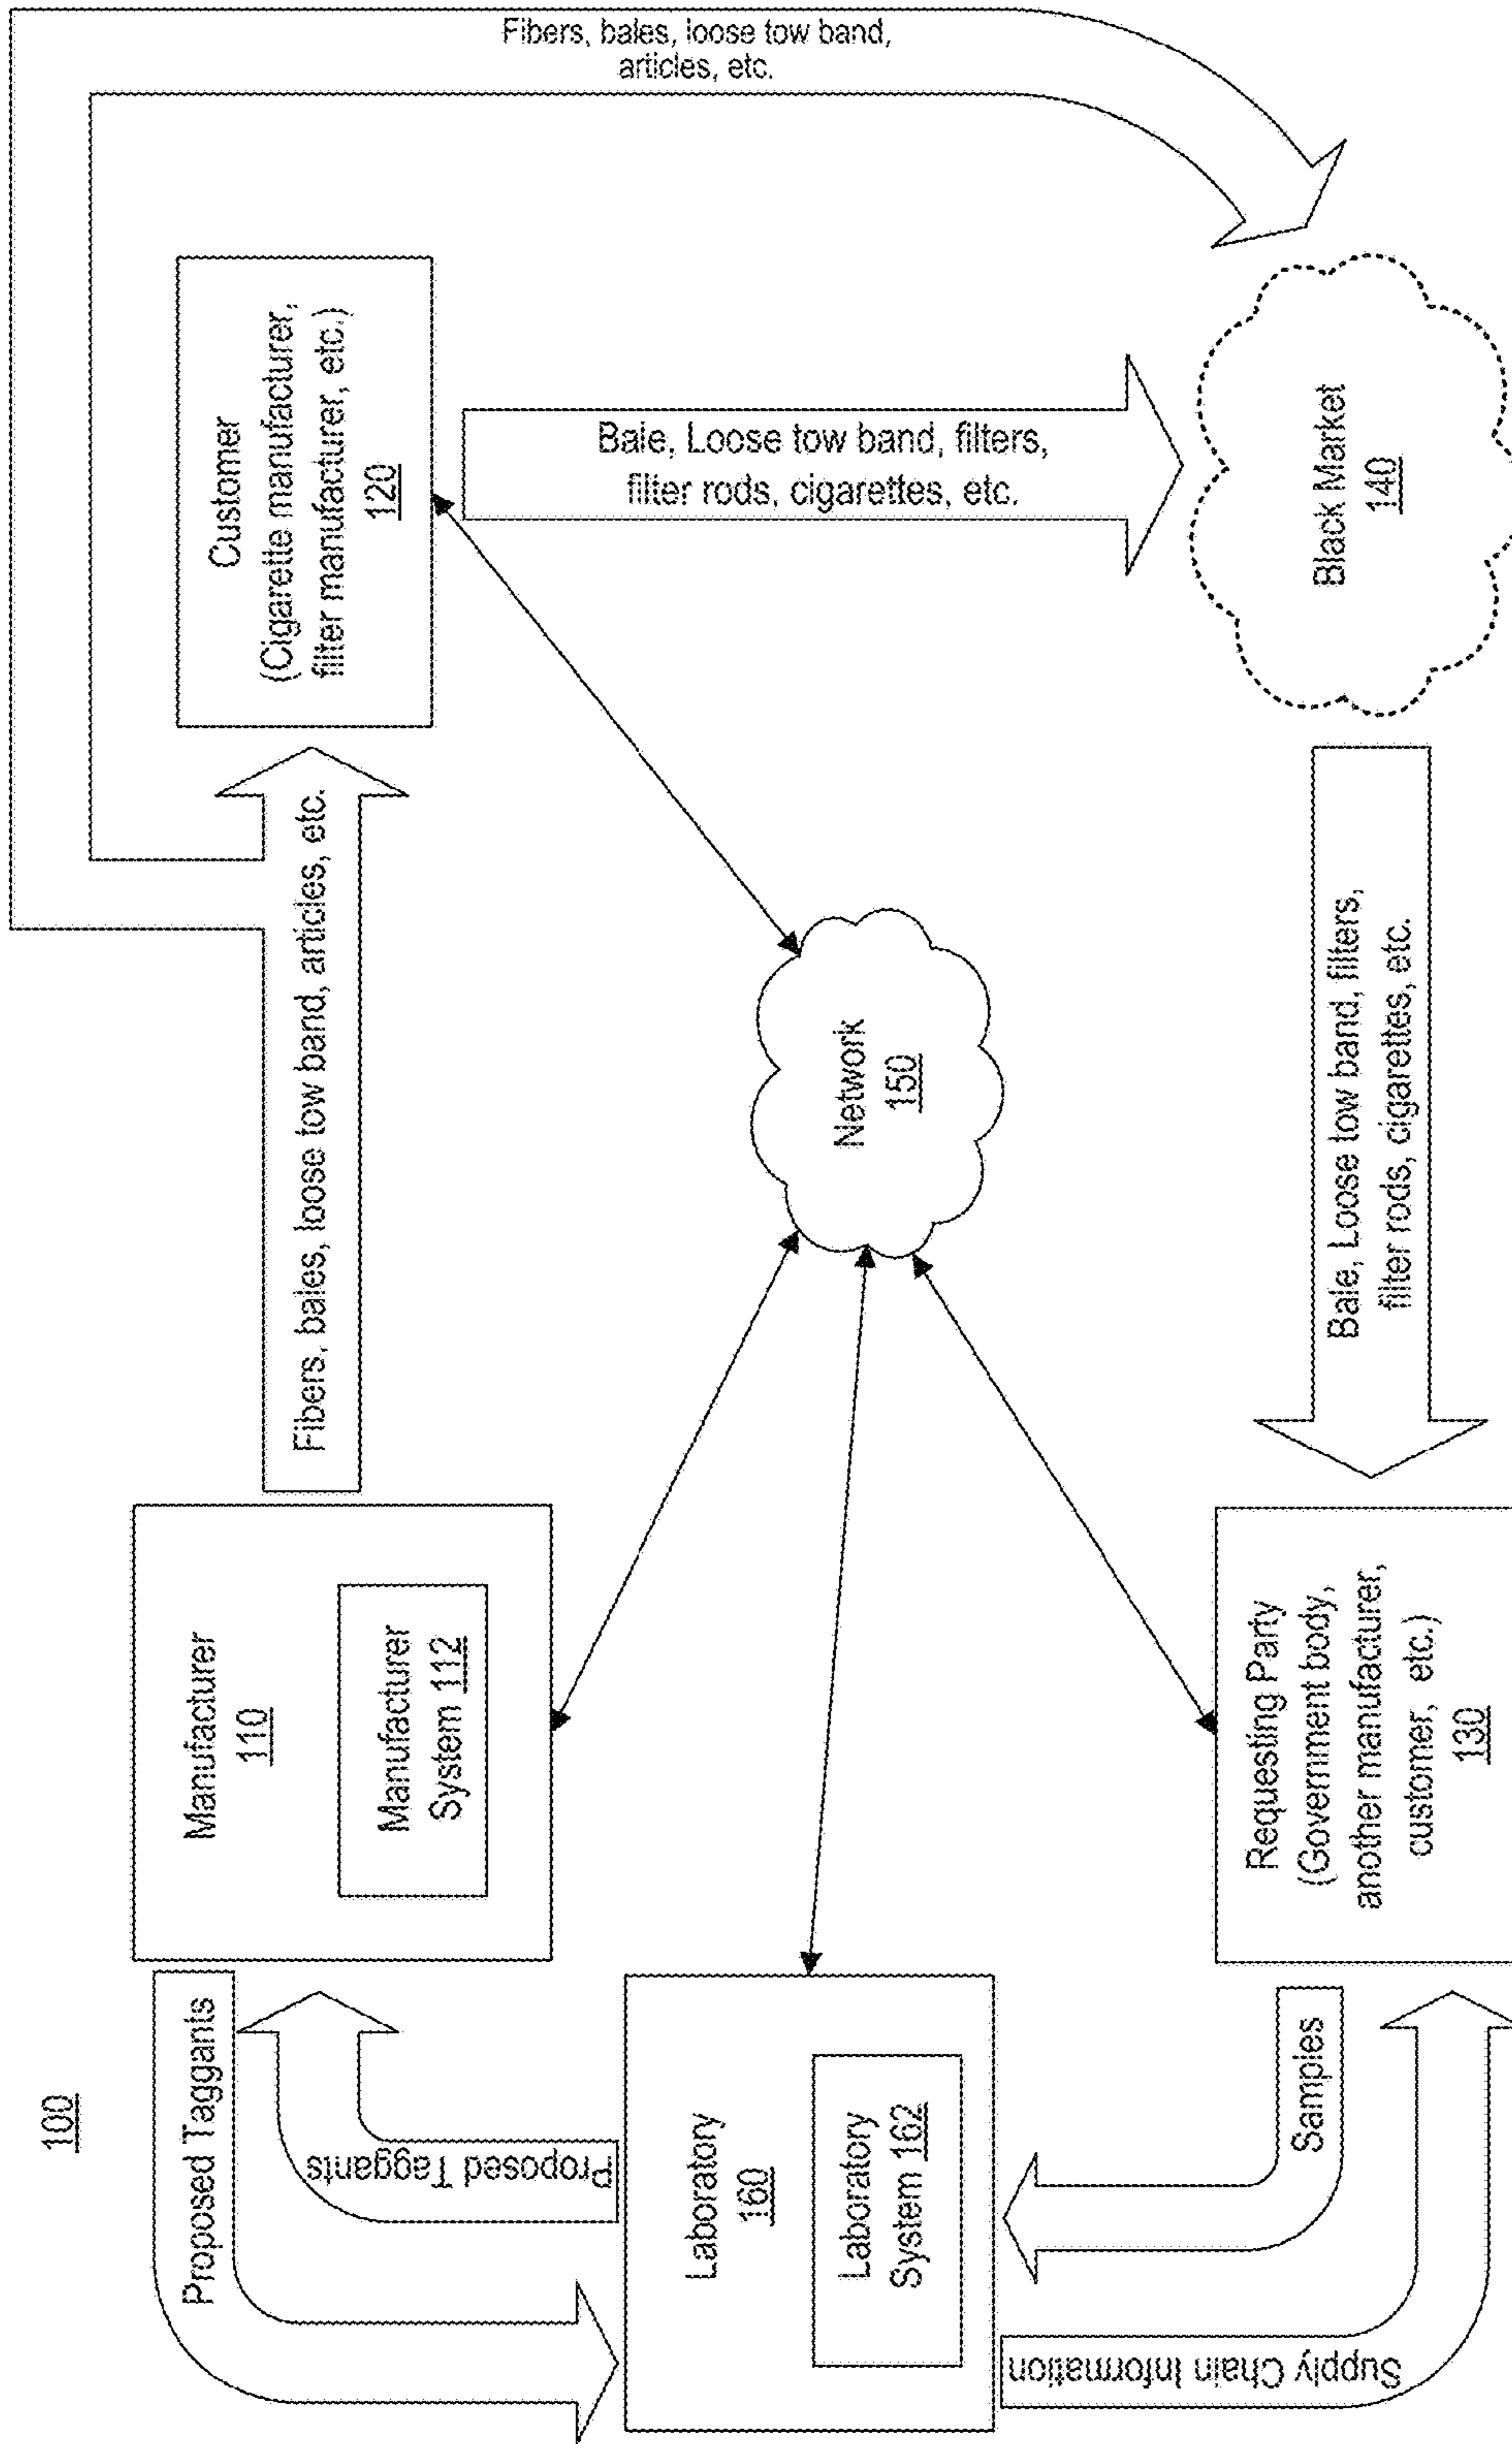 100
Proposed Taggants
Proposed Taggants
Manufacturer
110
Manufacturer
System 112
Fibers, bales, loose tow band, articles, etc.
Fibers, bales, loose tow band,
articles, etc.
Customer
(Cigarette manufacturer,
filter manufacturer, etc.)
120
Laboratory
160
Laboratory
System 162
Network
150
Bale, Loose tow band, filters,
filter rods, cigarettes, etc.
Supply Chain Information
Samples
Requesting Party
(Government body,
another manufacturer,
customer, etc.)
130
Bale, Loose tow band, filters,
filter rods, cigarettes, etc.
Black Market
140